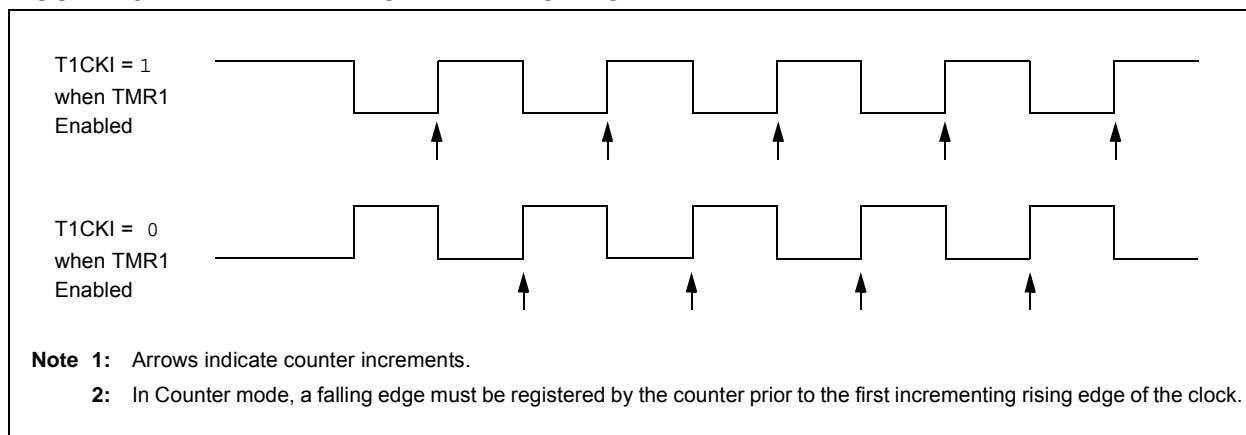 T1CKI = 1
when TMR1
Enabled
T1CKI = 0
when TMR1
Enabled
Note 1: Arrows indicate counter increments.
2: In Counter mode, a falling edge must be registered by the counter prior to the first incrementing rising edge of the clock.